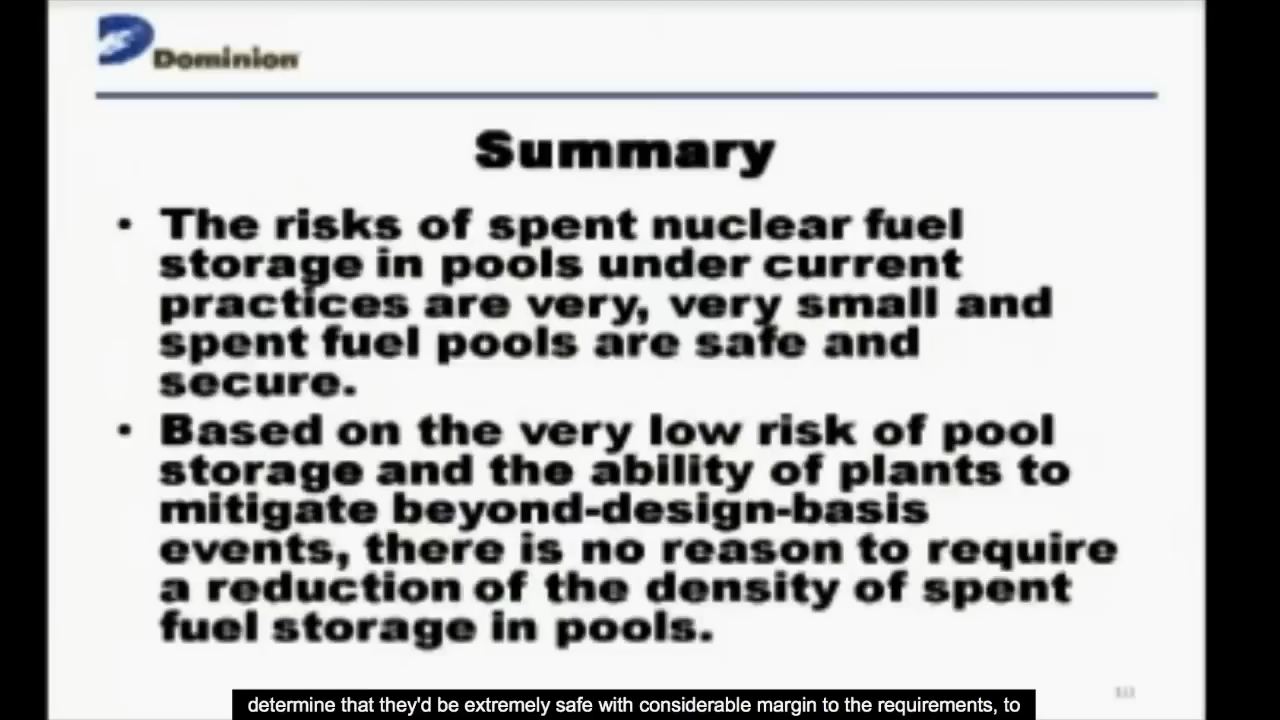 Dominion
Summary
• The risks of spent nuclear fuel
storage in pools under current
practices are very, very small and
spent fuel pools are safe and
secure.
• Based on the very low risk of pool
storage and the ability of plants to
mitigate beyond-design-basis
events, there is no reason to require
a reduction of the density of spent
fuel storage in pools.
determine that they'd be extremely safe with considerable margin to the requirements, to